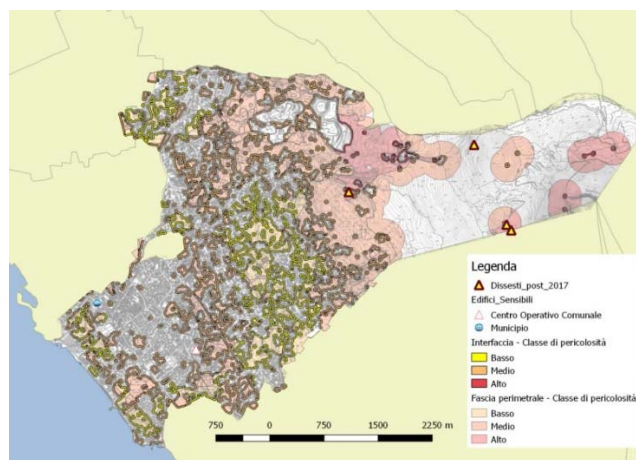 Legenda
Dissesti_post_2017
Edifici_Sensibili
Centro Operativo Comunale
Municipio
Interfaccia - Classe di pericolosità
Basso
Medio
Alto
Fascia perimetrale - Classe di pericolosità
Basso
Medio
Alto
750 0 750 1500 2250 m